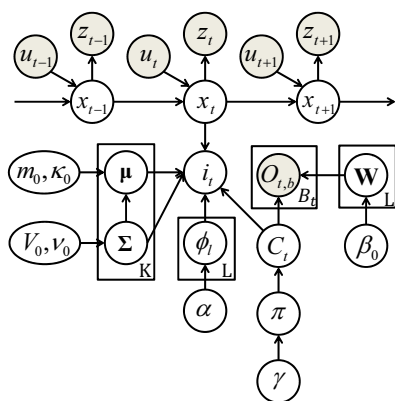 u_{t-1} z_{t-1} u_t z_t u_{t+1} z_{t+1}
x_{t-1} x_t x_{t+1}
m_0, κ_0 μ i_t O_{t,b} W
B_t L
V_0, ν_0 Σ ϕ_l C_t β_0
K L
α π
γ